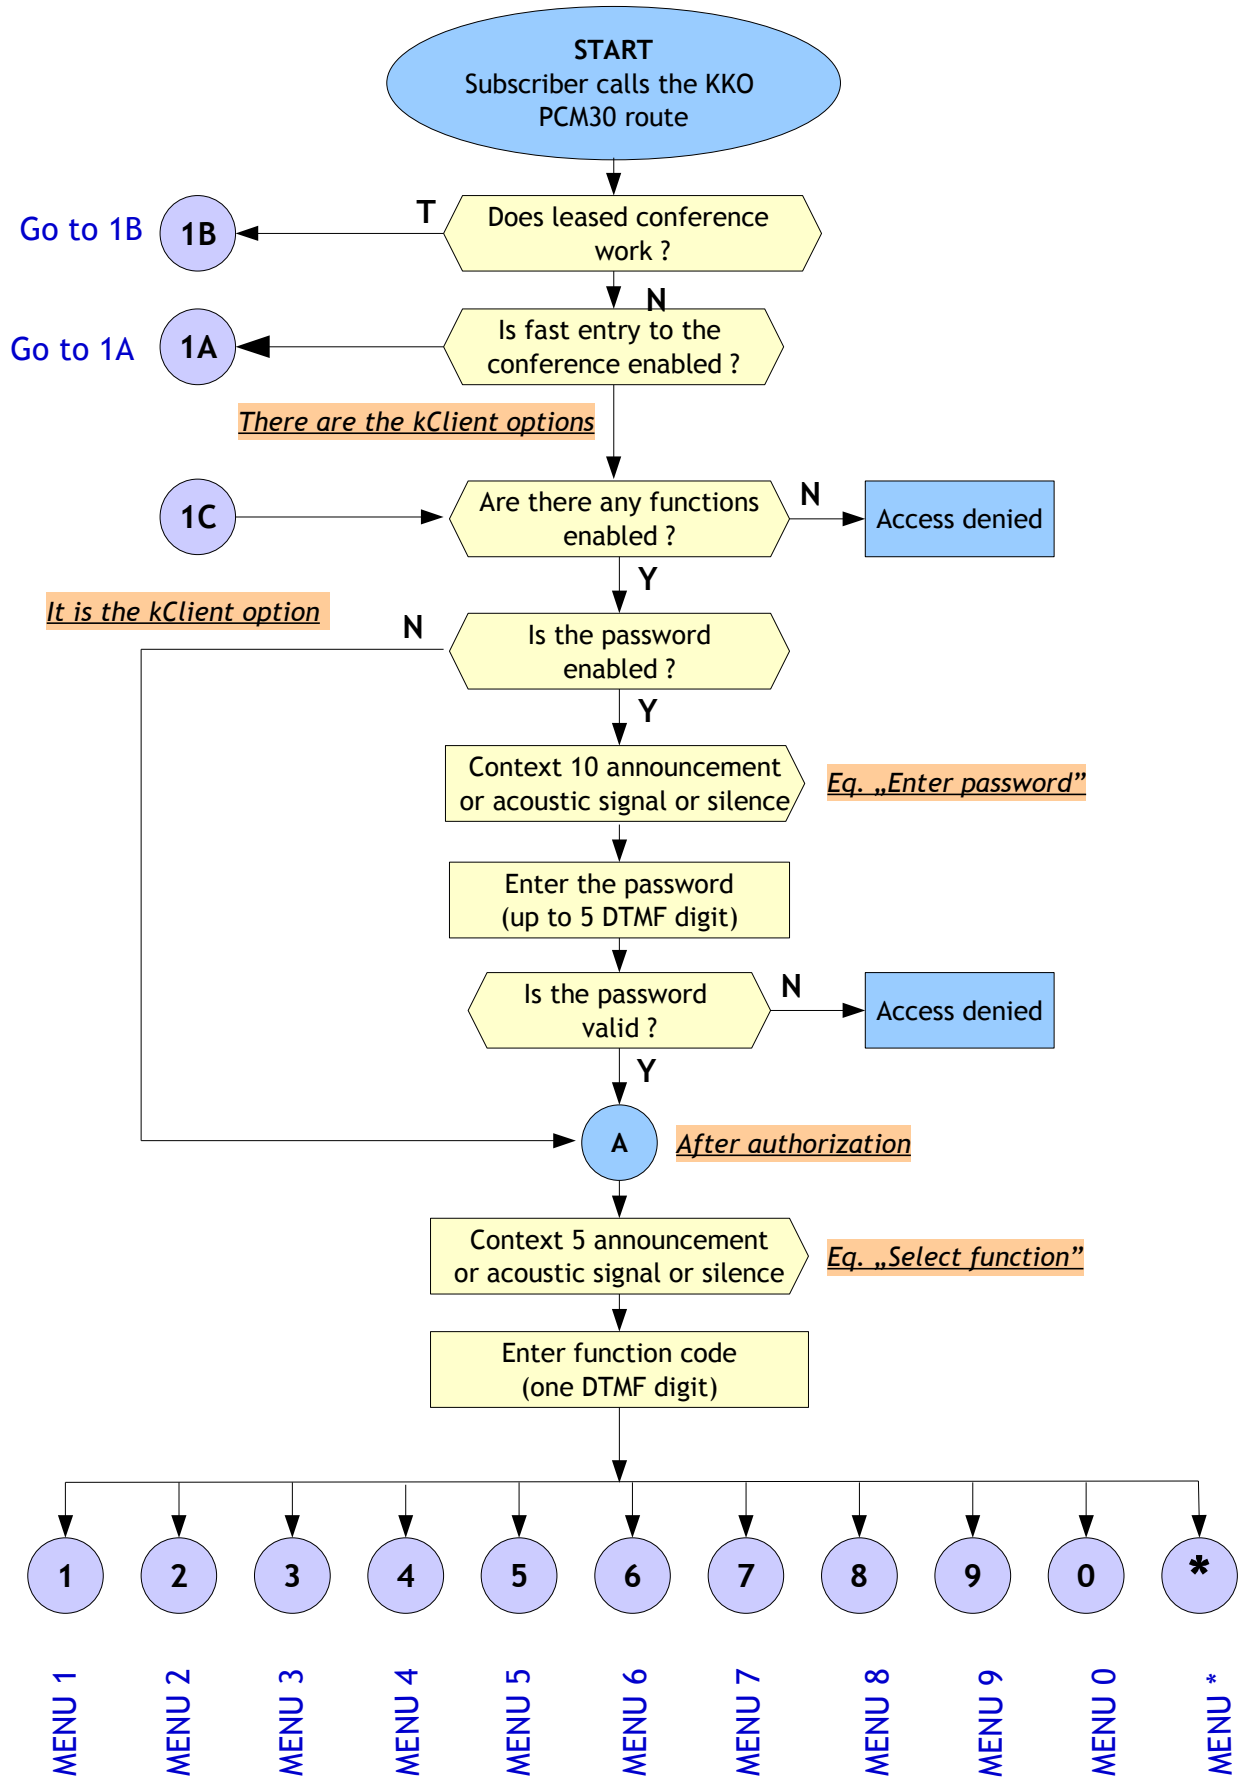 START
Subscriber calls the KKO
PCM30 route
T
Does leased conference
work ?
Go to 1B
1B
N
Is fast entry to the
conference enabled ?
Go to 1A
1A
There are the kClient options
1C
Are there any functions
enabled ?
N
Access denied
Y
It is the kClient option
N
Is the password
enabled ?
Y
Context 10 announcement
or acoustic signal or silence
Eq. „Enter password”
Enter the password
(up to 5 DTMF digit)
Is the password
valid ?
N
Access denied
Y
A
After authorization
Context 5 announcement
or acoustic signal or silence
Eq. „Select function”
Enter function code
(one DTMF digit)
1
2
3
4
5
6
7
8
9
0
*
MENU 1
MENU 2
MENU 3
MENU 4
MENU 5
MENU 6
MENU 7
MENU 8
MENU 9
MENU 0
MENU *